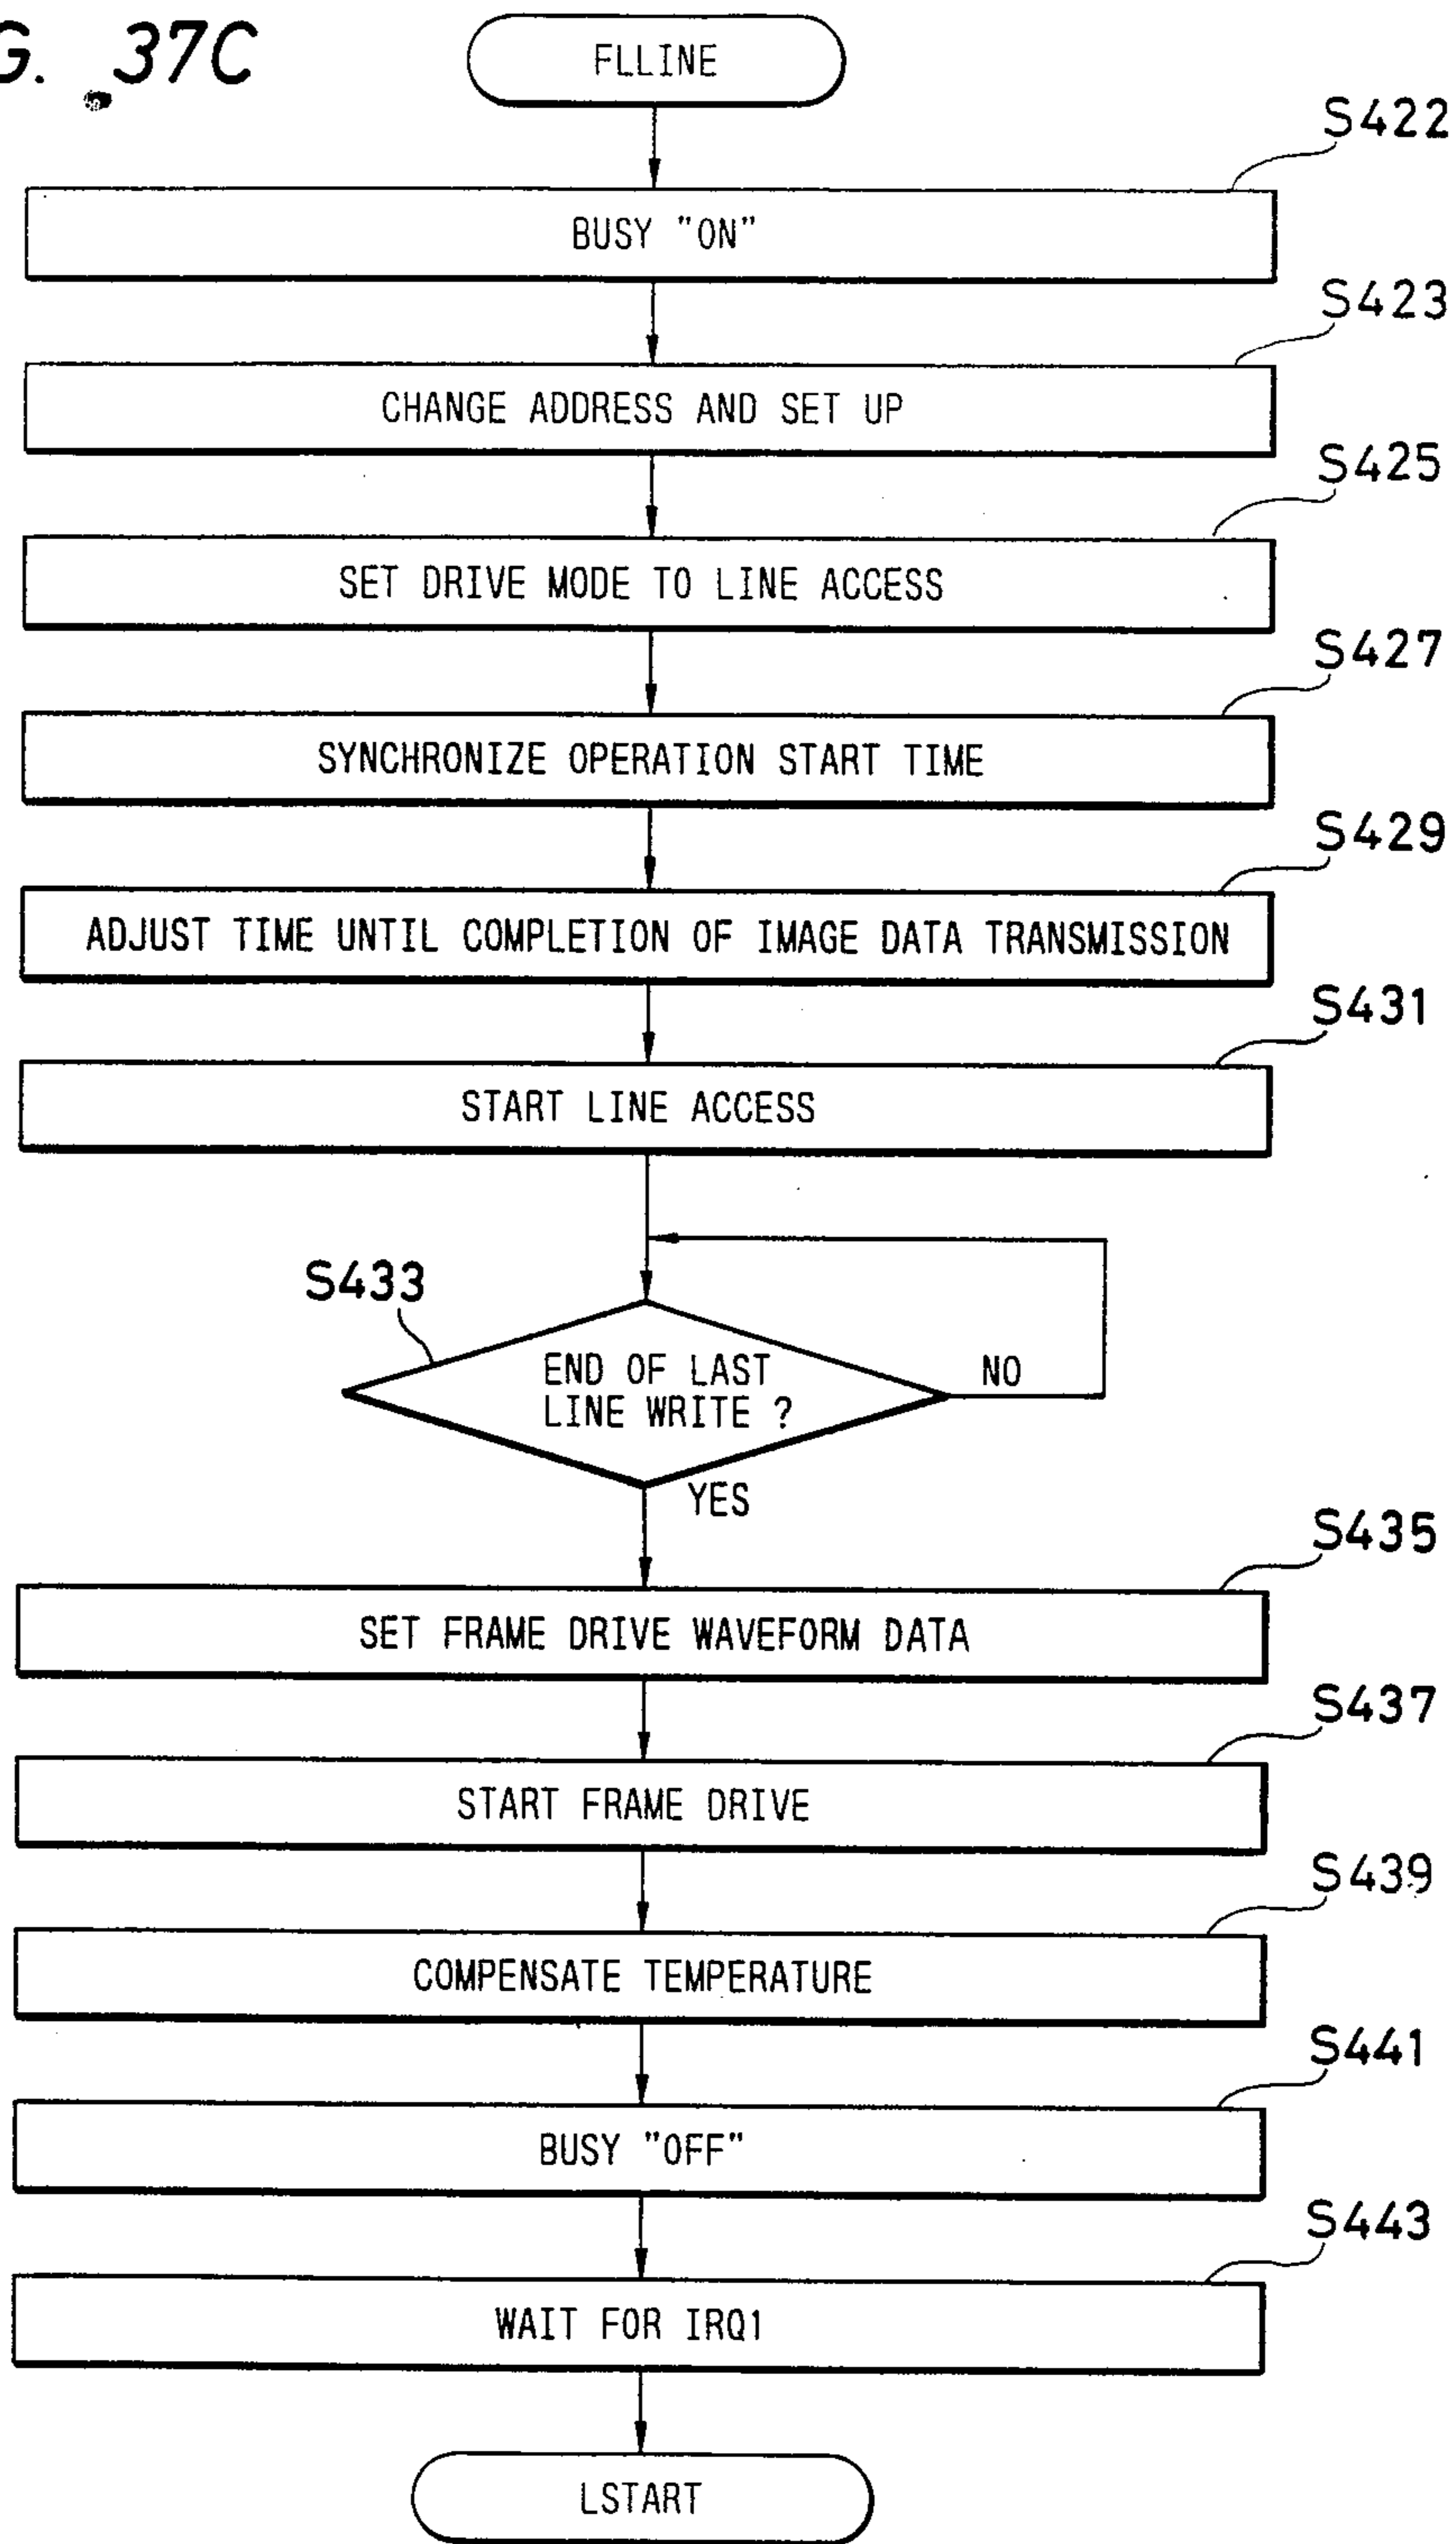 G. 37C
FLLINE
S422
BUSY "ON"
S423
CHANGE ADDRESS AND SET UP
S425
SET DRIVE MODE TO LINE ACCESS
S427
SYNCHRONIZE OPERATION START TIME
S429
ADJUST TIME UNTIL COMPLETION OF IMAGE DATA TRANSMISSION
S431
START LINE ACCESS
S433
END OF LAST
LINE WRITE ?
NO
YES
S435
SET FRAME DRIVE WAVEFORM DATA
S437
START FRAME DRIVE
S439
COMPENSATE TEMPERATURE
S441
BUSY "OFF"
S443
WAIT FOR IRQ1
LSTART